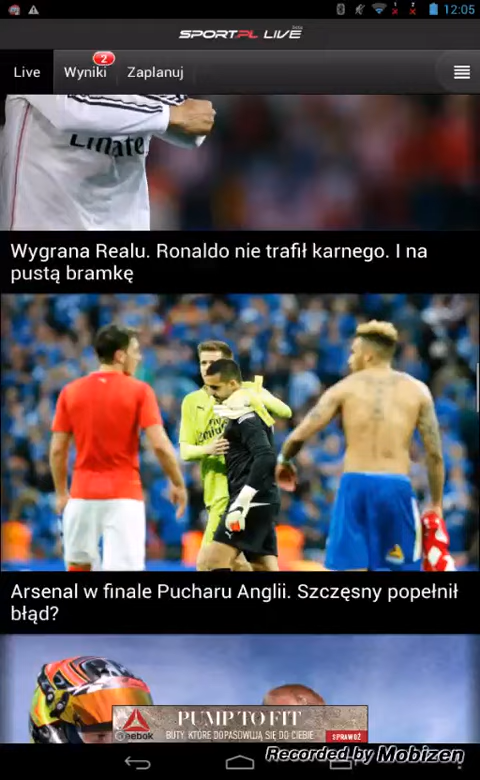 12:05
SPORT.PL LIVE
beta
Live
Wyniki
2
Zaplanuj
Emirates
Wygrana Realu. Ronaldo nie trafił karnego. I na
pustą bramkę
Arsenal w finale Pucharu Anglii. Szczęsny popełnił
błąd?
Reebok
PUMP TO FIT
BUTY, KTÓRE DOPASOWUJĄ SIĘ DO CIEBIE
SPRAWDŹ
Recorded by Mobizen